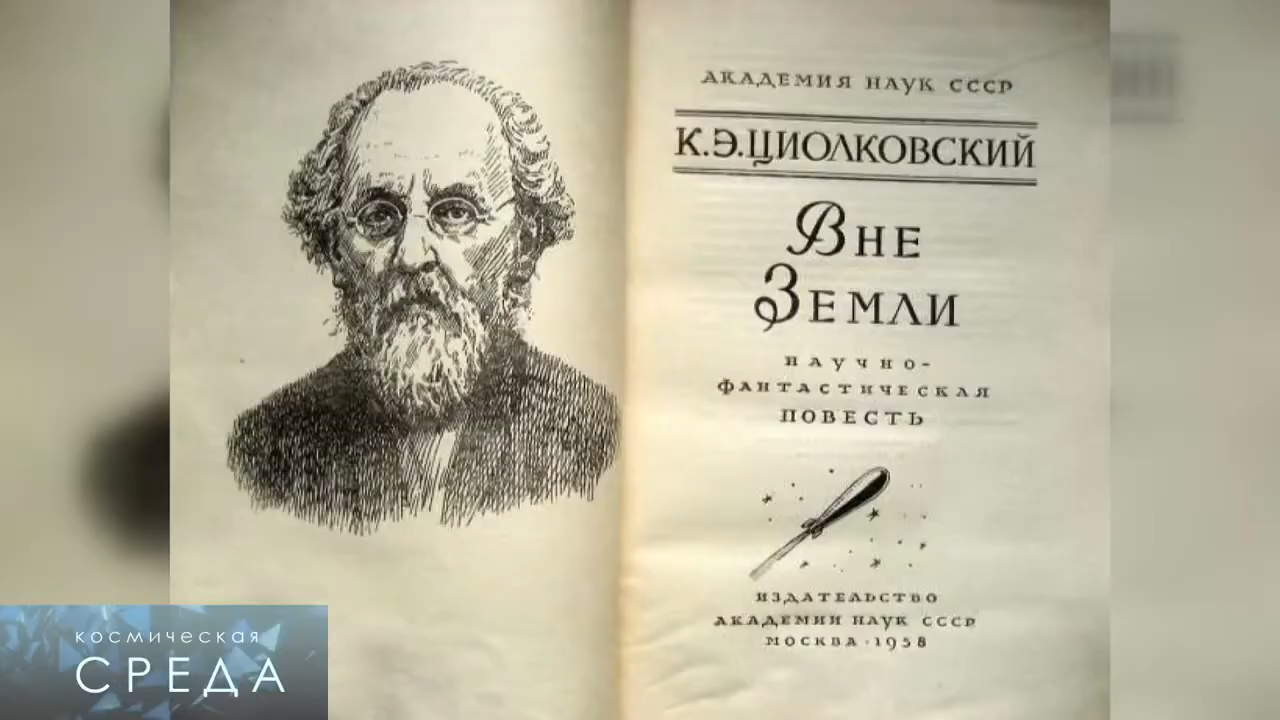 АКАДЕМИЯ НАУК СССР
К.Э.ЦИОЛКОВСКИЙ
ВНЕ
ЗЕМЛИ
НАУЧНО-
ФАНТАСТИЧЕСКАЯ
ПОВЕСТЬ
ИЗДАТЕЛЬСТВО
АКАДЕМИИ НАУК СССР
МОСКВА · 1958
космическая
СРЕДА